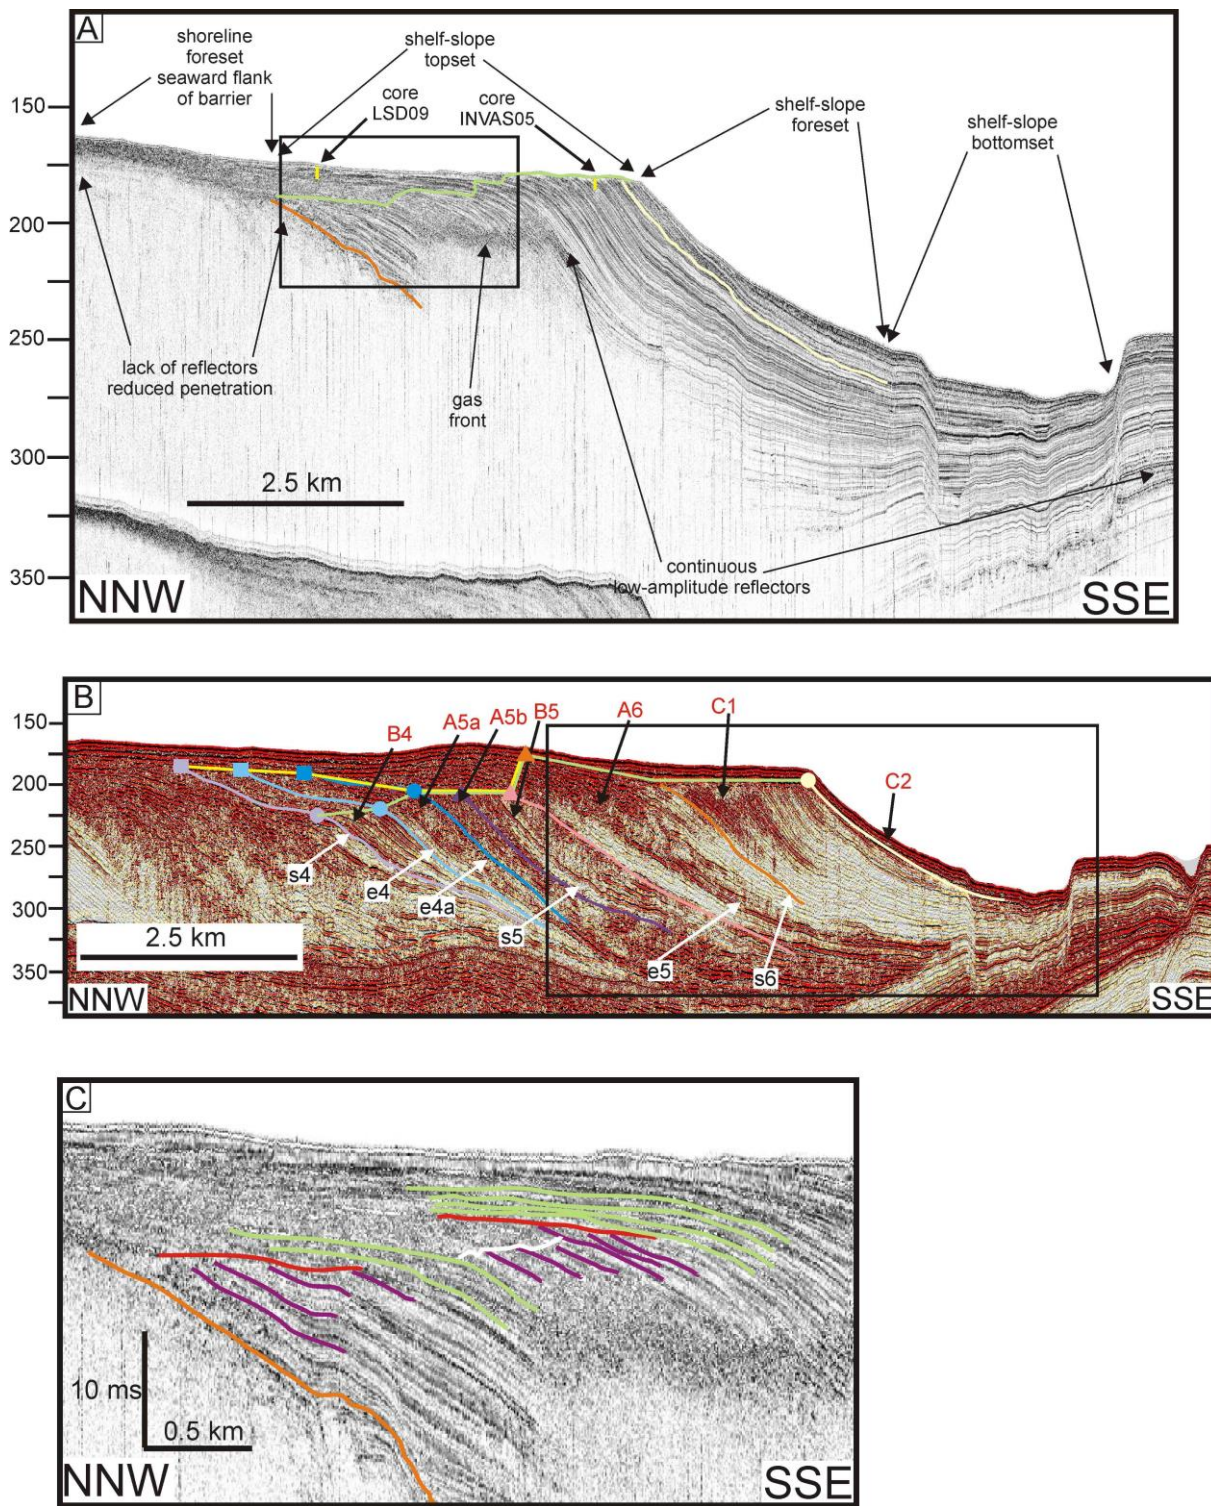 A
shoreline
foreset
seaward flank
of barrier
shelf-slope
topset
core
LSD09
core
INVAS05
shelf-slope
foreset
shelf-slope
bottomset
150
200
250
300
350
lack of reflectors
reduced penetration
gas
front
2.5 km
continuous
low-amplitude reflectors
NNW
SSE
B
150
200
250
300
350
B4
A5a
A5b
B5
A6
C1
C2
s4
e4
e4a
s5
e5
s6
2.5 km
NNW
SSE
C
10 ms
0.5 km
NNW
SSE